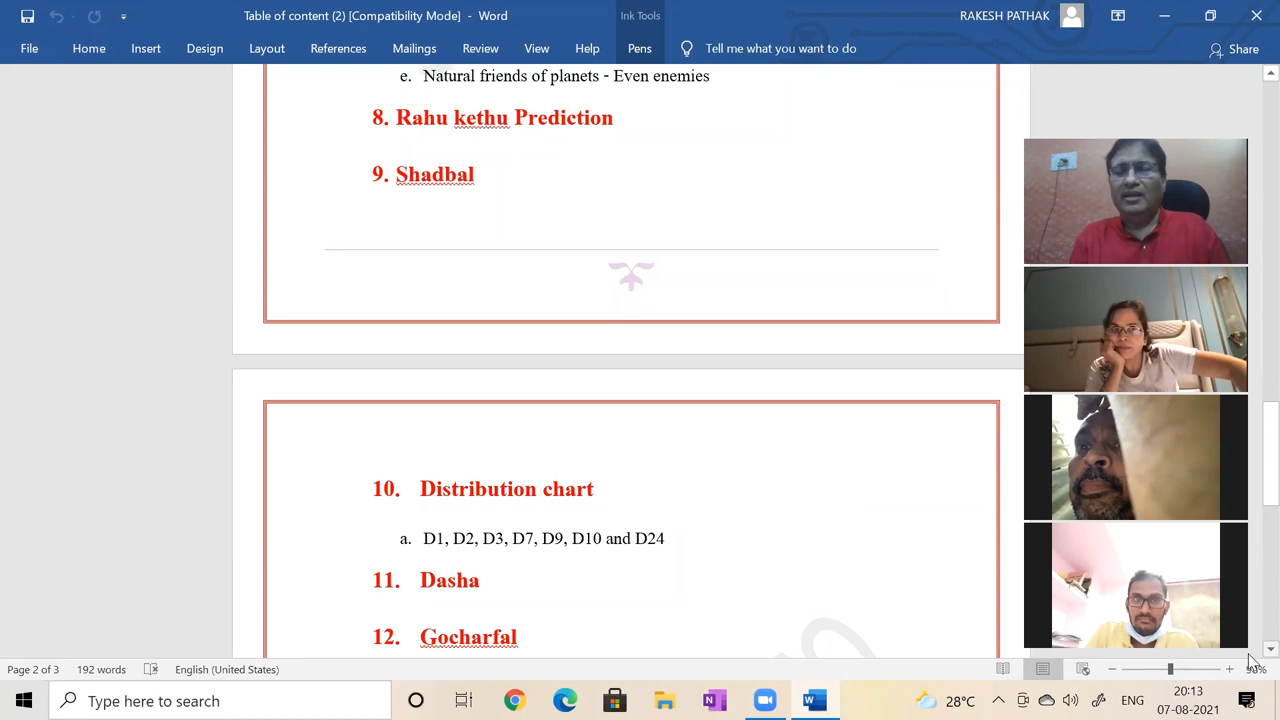 Table of content (2) [Compatibility Mode] - Word
Ink Tools
RAKESH PATHAK
File Home Insert Design Layout References Mailings Review View Help Pens Tell me what you want to do Share
e. Natural friends of planets - Even enemies
8. Rahu kethu Prediction
9. Shadbal
10. Distribution chart
a. D1, D2, D3, D7, D9, D10 and D24
11. Dasha
12. Gocharfal
Page 2 of 3 192 words English (United States)
Type here to search
28°C
ENG
20:13
07-08-2021